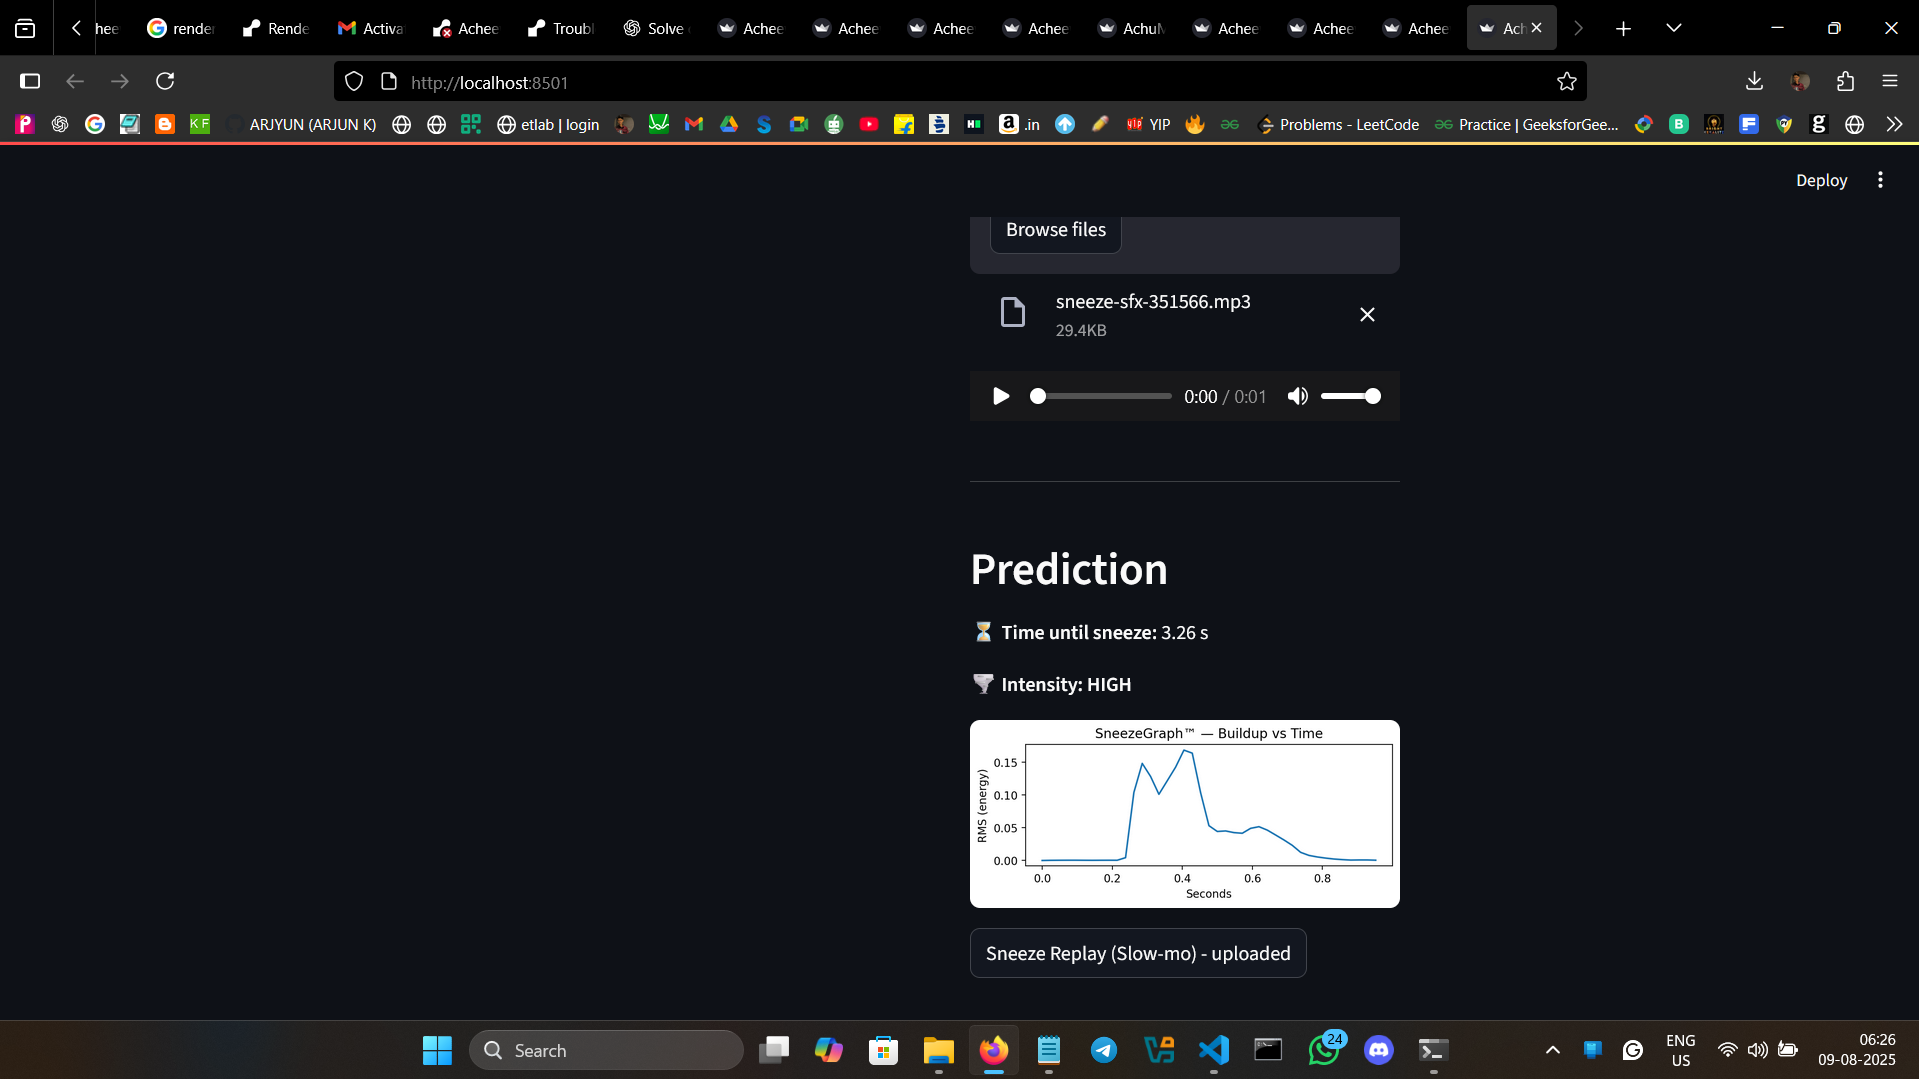 hee
render
Rende
Activa
Achee
Troubl
Solve
Achee
Achee
Achee
Achee
AchuM
Achee
Achee
Achee
Ach
http://localhost:8501
KF
ARJYUN (ARJUN K)
etlab | login
.in
YIP
Problems - LeetCode
Practice | GeeksforGee...
Deploy
Browse files
sneeze-sfx-351566.mp3
29.4KB
0:00 / 0:01
Prediction
⏳ Time until sneeze: 3.26 s
🌪️ Intensity: HIGH
SneezeGraph™ — Buildup vs Time
RMS (energy)
0.15
0.10
0.05
0.00
0.0 0.2 0.4 0.6 0.8
Seconds
Sneeze Replay (Slow-mo) - uploaded
Search
24
ENG
US
06:26
09-08-2025